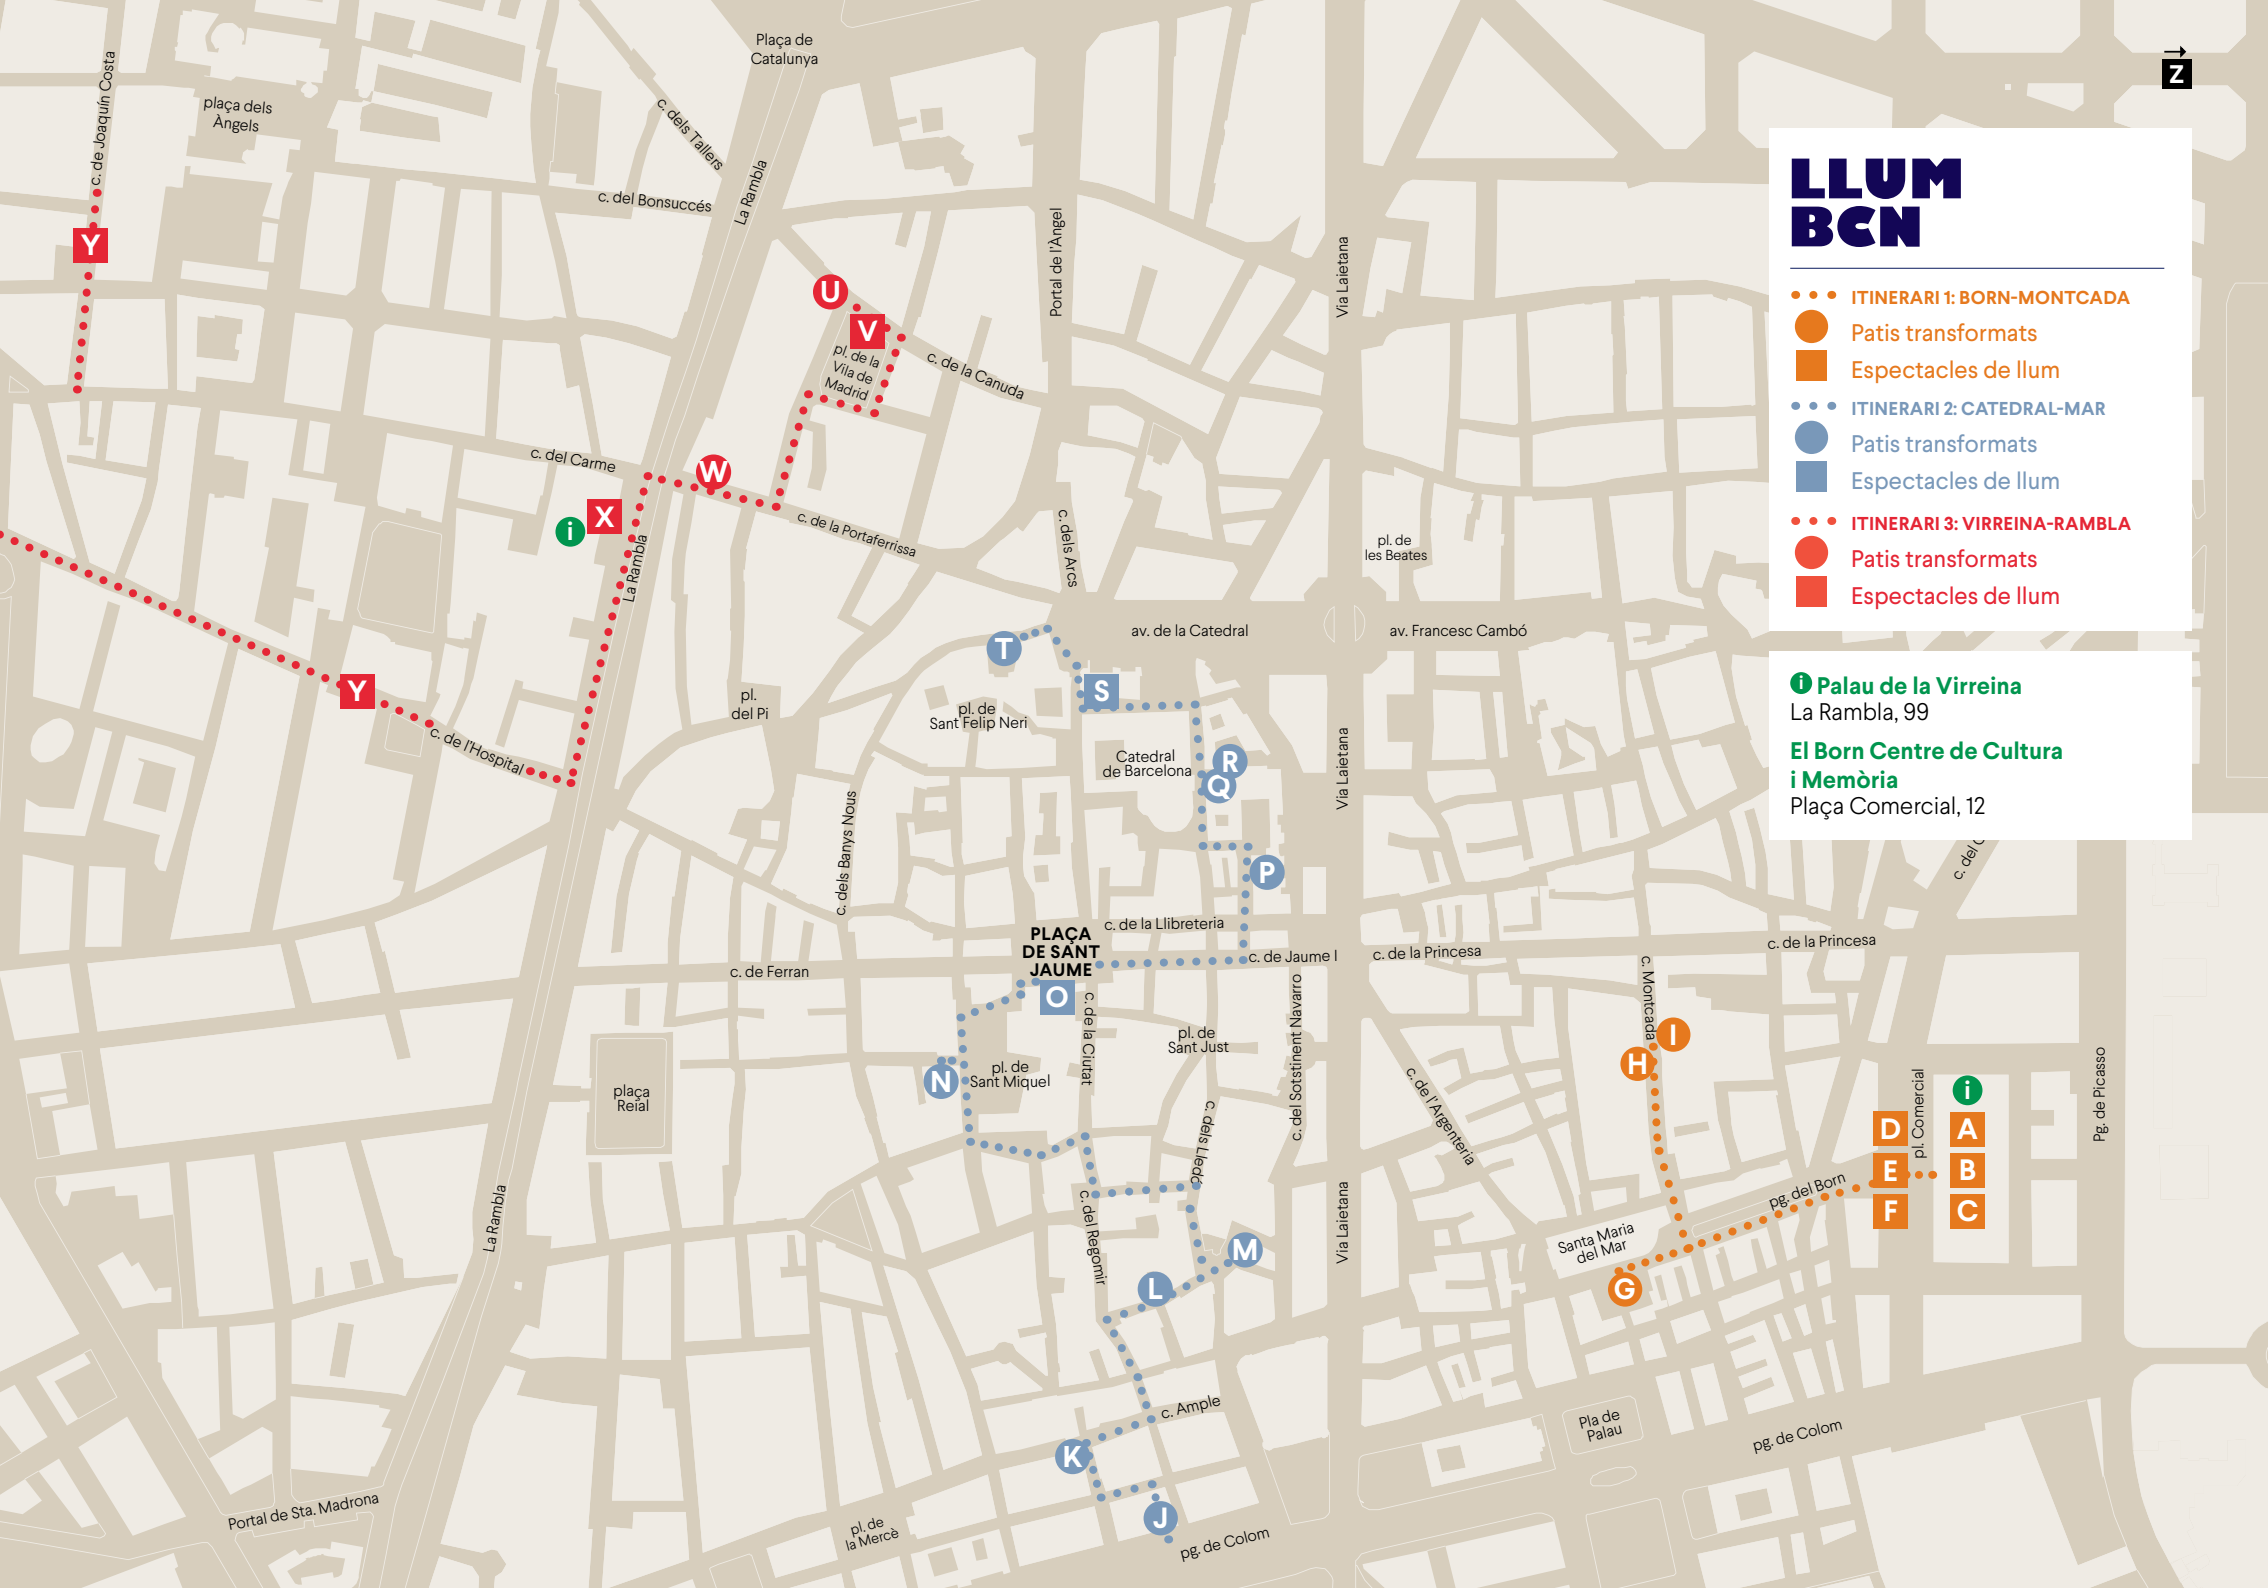 Plaça de
Catalunya
Z
c. de Joaquín Costa
plaça dels
Àngels
c. dels Tallers
La Rambla
c. del Bonsuccés
Y
U
V
pl. de la
Vila de
Madrid
c. de la Canuda
Portal de l'Àngel
Via Laietana
LLUM
BCN
ITINERARI 1: BORN-MONTCADA
Patis transformats
Espectacles de llum
ITINERARI 2: CATEDRAL-MAR
Patis transformats
Espectacles de llum
ITINERARI 3: VIRREINA-RAMBLA
Patis transformats
Espectacles de llum
i Palau de la Virreina
La Rambla, 99
El Born Centre de Cultura
i Memòria
Plaça Comercial, 12
c. del Carme
W
X
i
La Rambla
c. de la Portaferrissa
c. dels Arcs
pl. de
les Beates
av. de la Catedral
av. Francesc Cambó
T
S
Y
c. de l'Hospital
pl.
del Pi
pl. de
Sant Felip Neri
Catedral
de Barcelona
R
Q
Via Laietana
c. dels Banys Nous
P
c. del
c. de la Llibreteria
PLAÇA
DE SANT
JAUME
O
c. de Ferran
c. de Jaume I
c. de la Princesa
c. de la Princesa
c. Montcada
I
H
c. de la Ciutat
pl. de
Sant Just
c. del Sotstinent Navarro
pl. de
Sant Miquel
N
plaça
Reial
c. de l'Argenteria
c. dels Lledó
pl. Comercial
i
D
A
E
B
F
C
Pg. de Picasso
pg. del Born
Santa Maria
del Mar
G
La Rambla
c. del Regomir
M
L
Via Laietana
c. Ample
K
J
Pla de
Palau
pg. de Colom
Portal de Sta. Madrona
pl. de
la Mercè
pg. de Colom